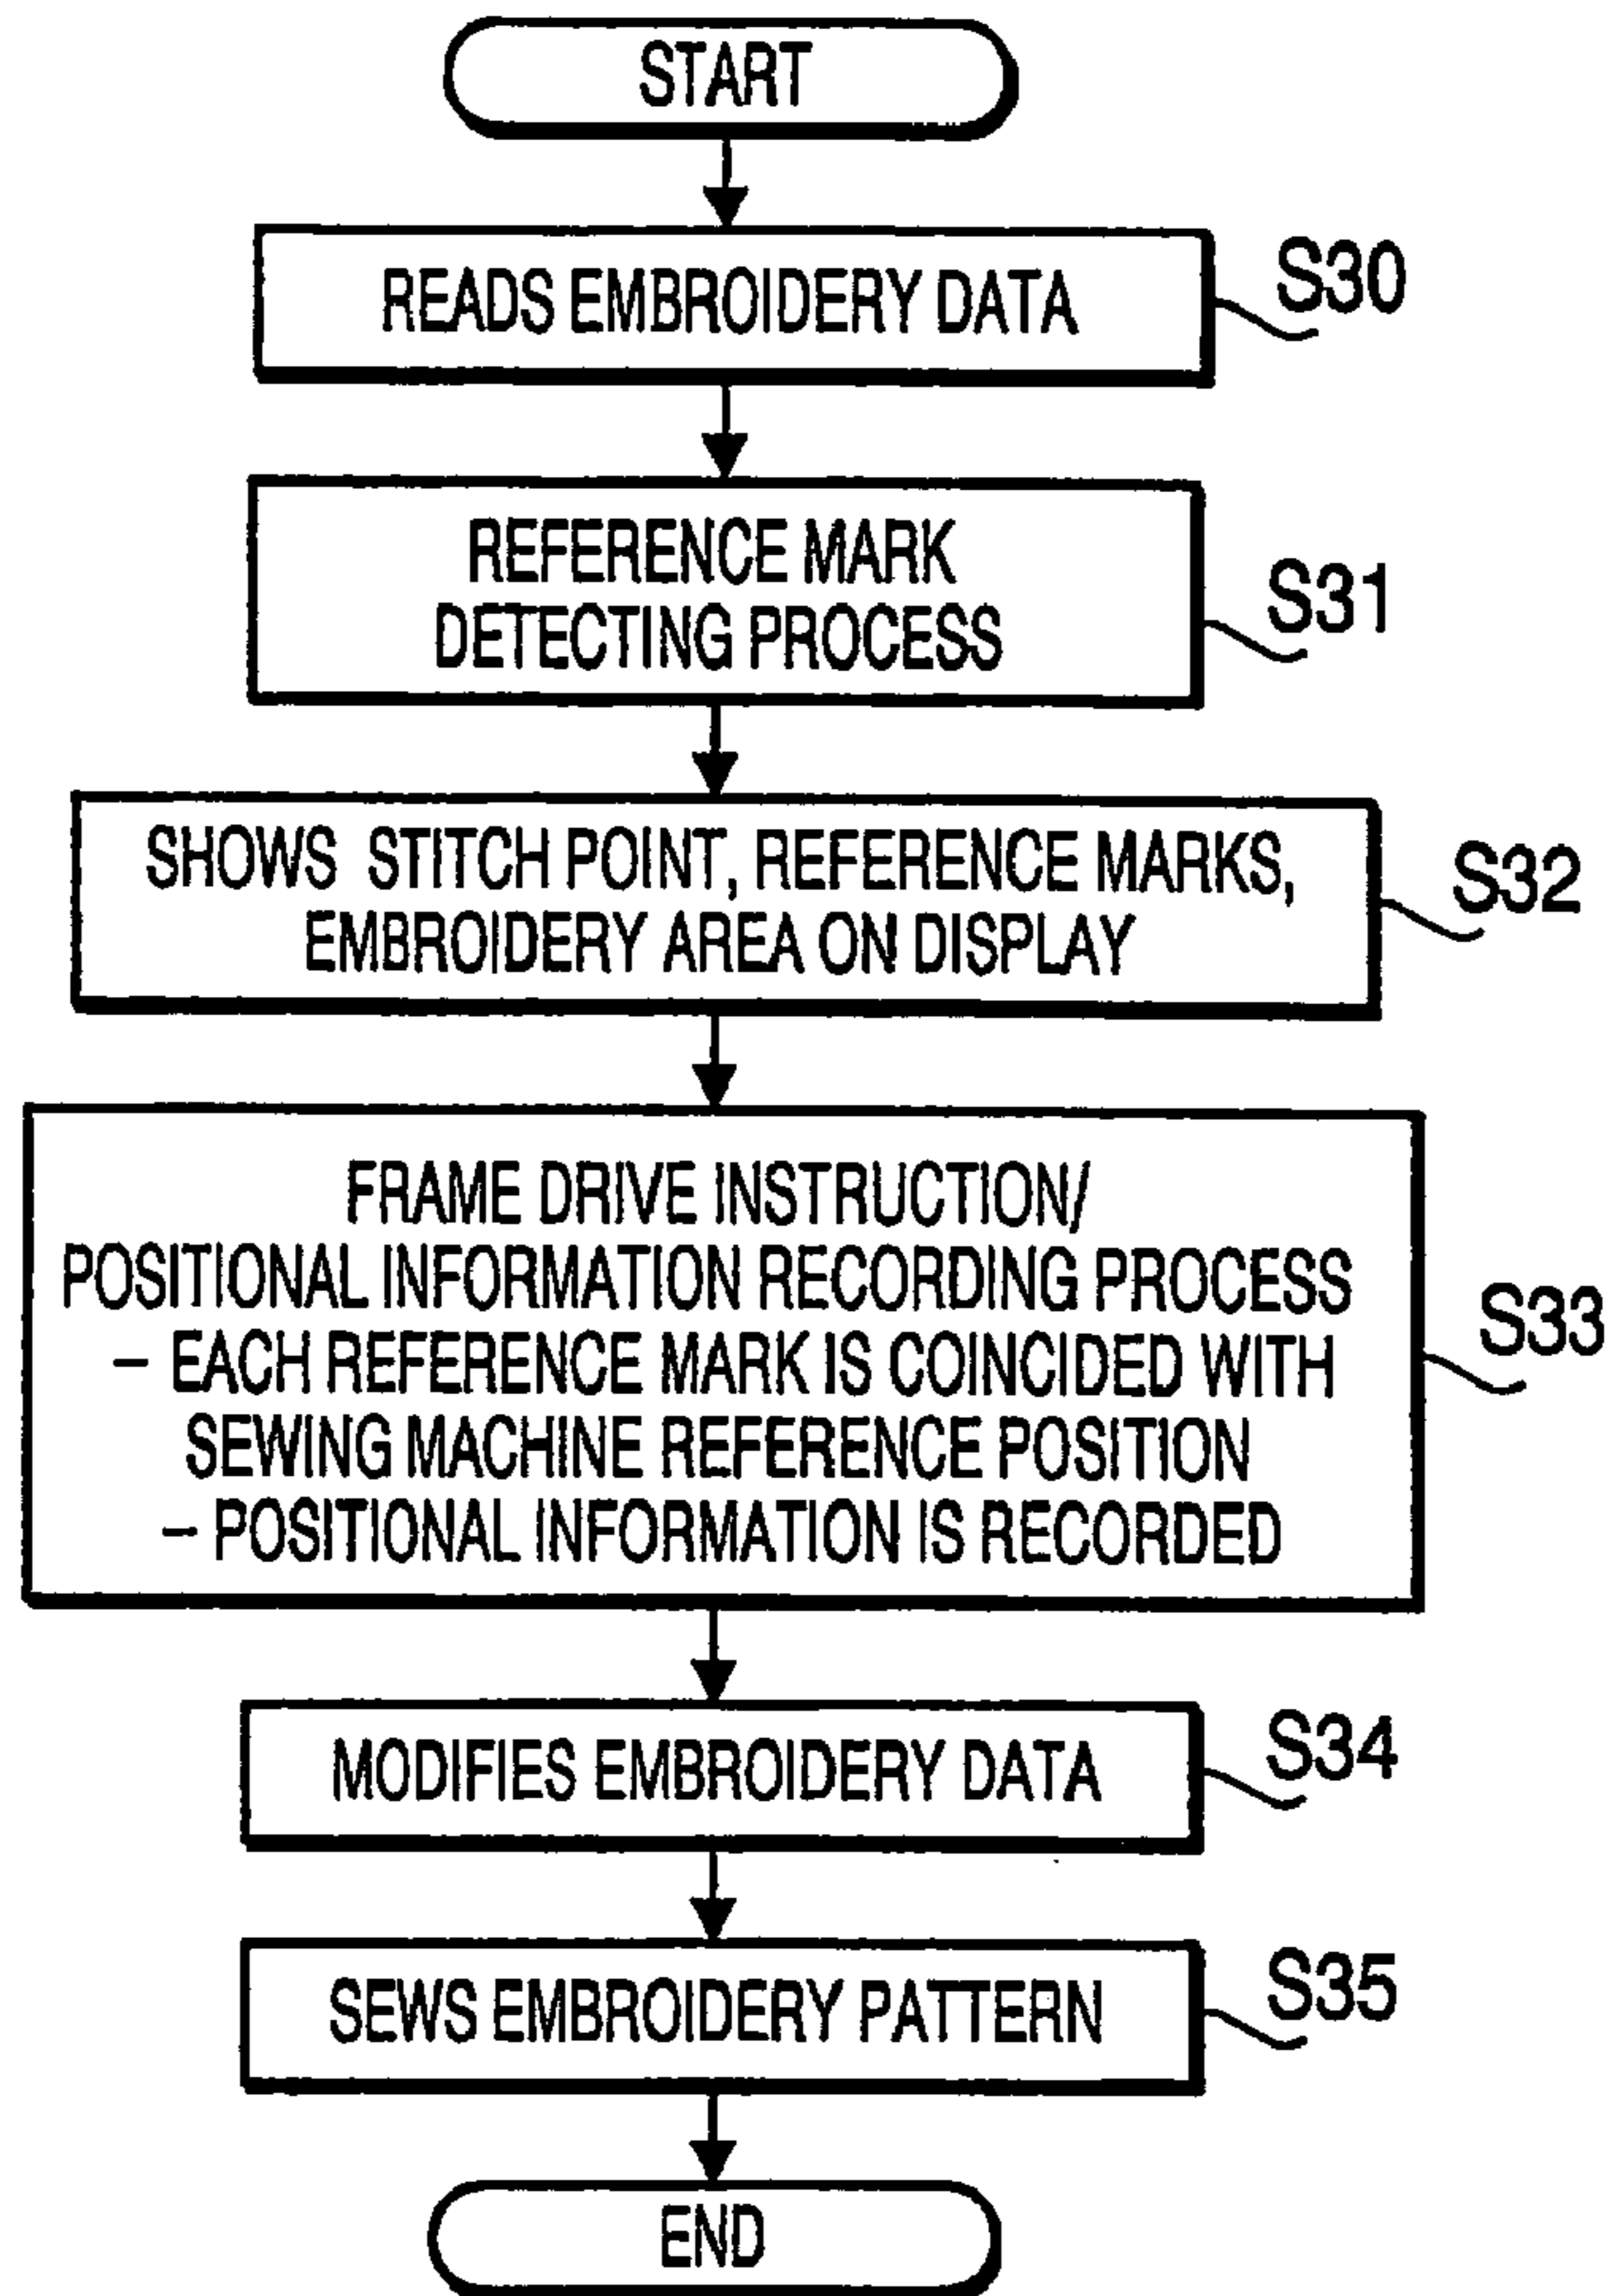 START
READS EMBROIDERY DATA
S30
REFERENCE MARK
DETECTING PROCESS
S31
SHOWS STITCH POINT, REFERENCE MARKS,
EMBROIDERY AREA ON DISPLAY
S32
FRAME DRIVE INSTRUCTION/
POSITIONAL INFORMATION RECORDING PROCESS
– EACH REFERENCE MARK IS COINCIDED WITH
SEWING MACHINE REFERENCE POSITION
– POSITIONAL INFORMATION IS RECORDED
S33
MODIFIES EMBROIDERY DATA
S34
SEWS EMBROIDERY PATTERN
S35
END